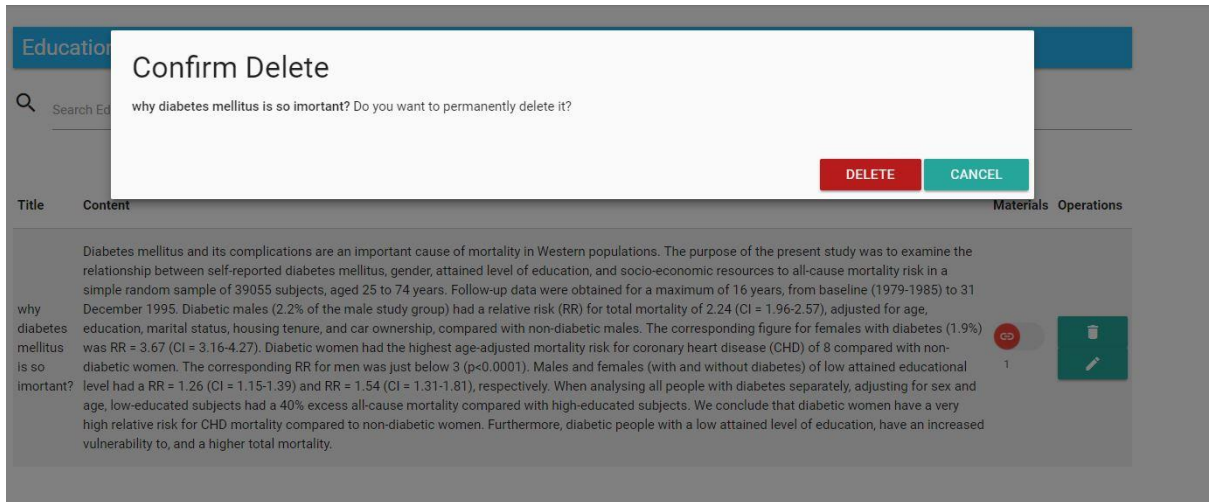 Education
Confirm Delete
why diabetes mellitus is so imortant? Do you want to permanently delete it?
Search Ed
DELETE
CANCEL
Title
Content
Materials
Operations
why
diabetes
mellitus
is so
imortant?
Diabetes mellitus and its complications are an important cause of mortality in Western populations. The purpose of the present study was to examine the
relationship between self-reported diabetes mellitus, gender, attained level of education, and socio-economic resources to all-cause mortality risk in a
simple random sample of 39055 subjects, aged 25 to 74 years. Follow-up data were obtained for a maximum of 16 years, from baseline (1979-1985) to 31
December 1995. Diabetic males (2.2% of the male study group) had a relative risk (RR) for total mortality of 2.24 (CI = 1.96-2.57), adjusted for age,
education, marital status, housing tenure, and car ownership, compared with non-diabetic males. The corresponding figure for females with diabetes (1.9%)
was RR = 3.67 (CI = 3.16-4.27). Diabetic women had the highest age-adjusted mortality risk for coronary heart disease (CHD) of 8 compared with non-
diabetic women. The corresponding RR for men was just below 3 (p<0.0001). Males and females (with and without diabetes) of low attained educational
level had a RR = 1.26 (CI = 1.15-1.39) and RR = 1.54 (CI = 1.31-1.81), respectively. When analysing all people with diabetes separately, adjusting for sex and
age, low-educated subjects had a 40% excess all-cause mortality compared with high-educated subjects. We conclude that diabetic women have a very
high relative risk for CHD mortality compared to non-diabetic women. Furthermore, diabetic people with a low attained level of education, have an increased
vulnerability to, and a higher total mortality.
1